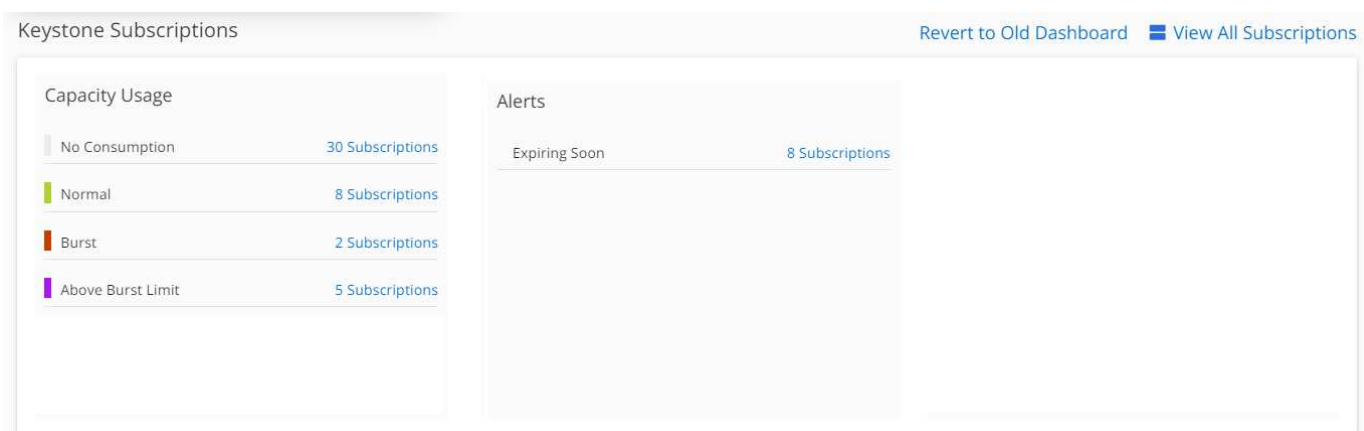 Keystone Subscriptions
Revert to Old Dashboard View All Subscriptions
Capacity Usage
No Consumption 30 Subscriptions
Normal 8 Subscriptions
Burst 2 Subscriptions
Above Burst Limit 5 Subscriptions
Alerts
Expiring Soon 8 Subscriptions